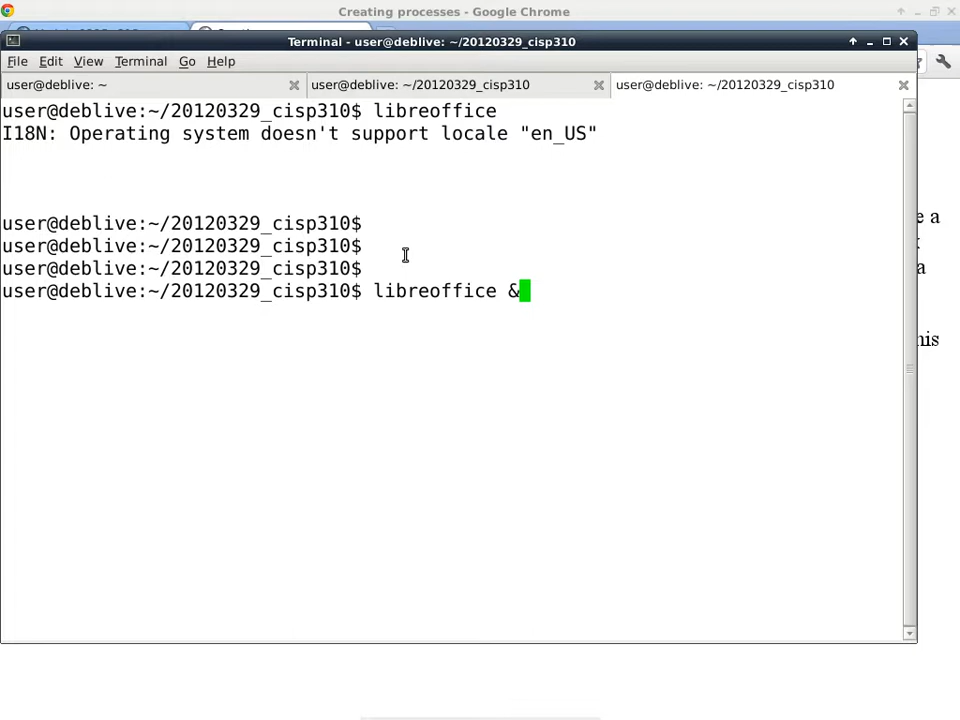 Creating processes - Google Chrome
Terminal - user@deblive: ~/20120329_cisp310
File Edit View Terminal Go Help
user@deblive: ~ user@deblive: ~/20120329_cisp310 user@deblive: ~/20120329_cisp310
user@deblive:~/20120329_cisp310$ libreoffice
I18N: Operating system doesn't support locale "en_US"
user@deblive:~/20120329_cisp310$
user@deblive:~/20120329_cisp310$
user@deblive:~/20120329_cisp310$
user@deblive:~/20120329_cisp310$ libreoffice &